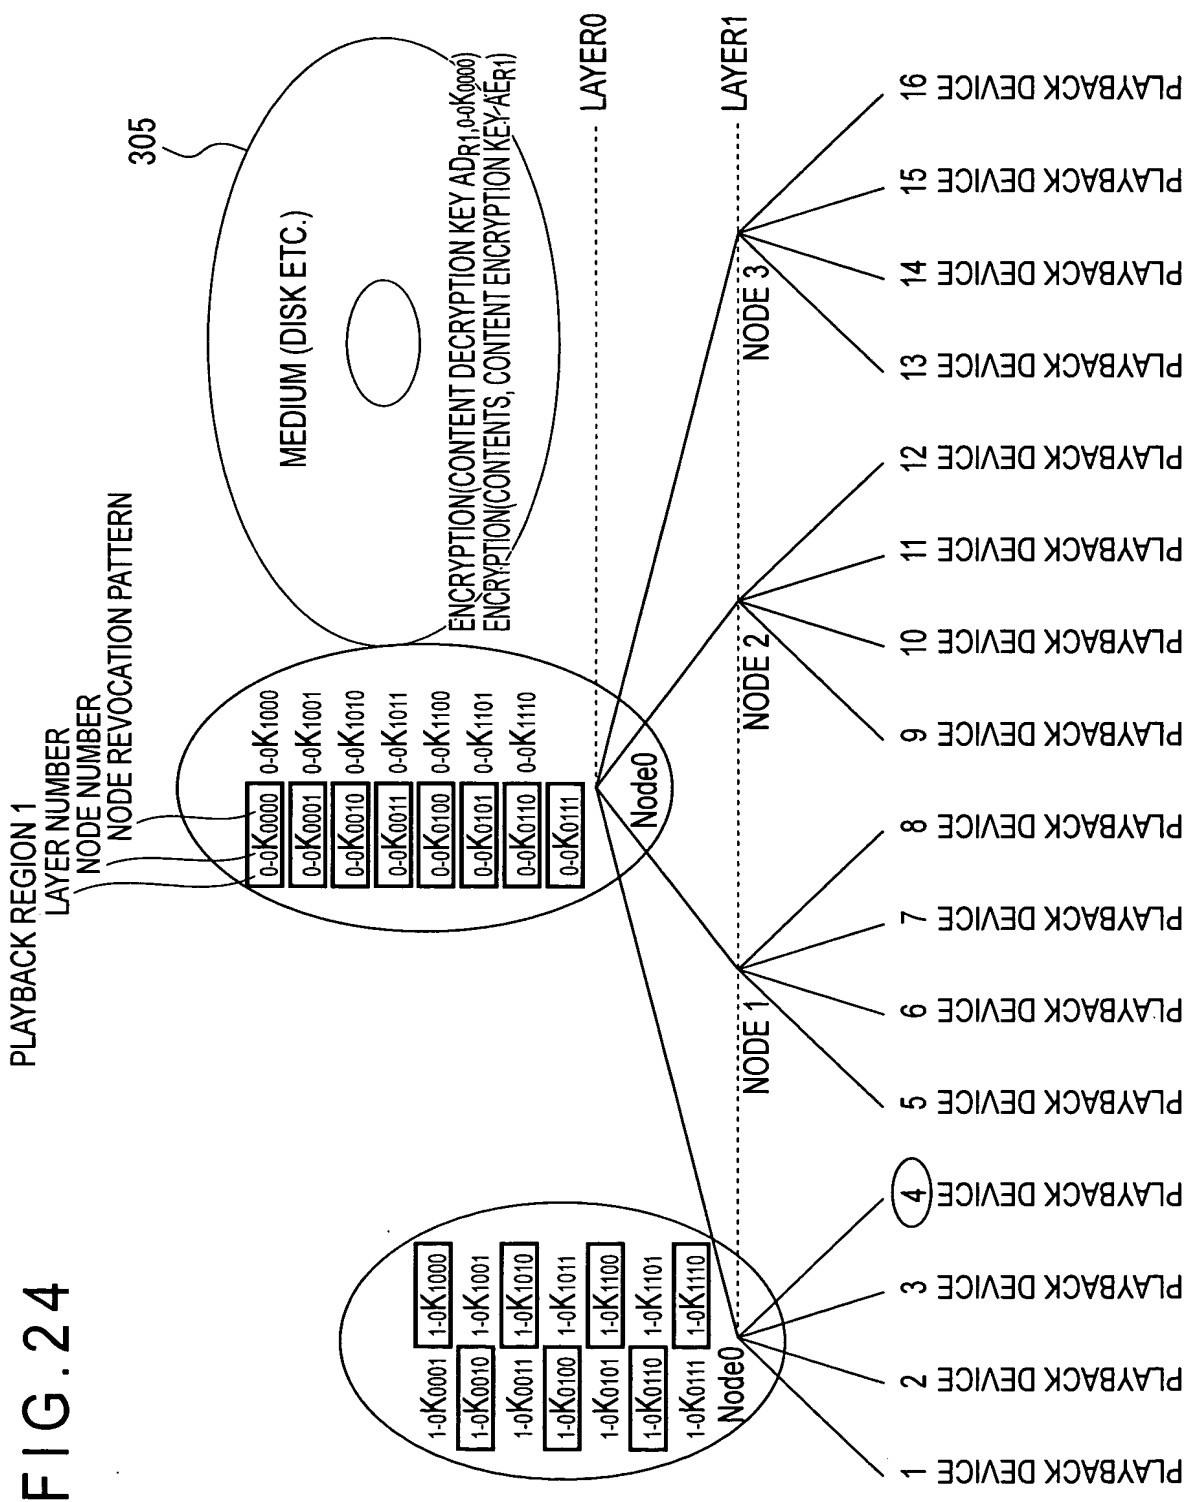 FIG.24
PLAYBACK REGION 1
LAYER NUMBER
NODE NUMBER
NODE REVOCATION PATTERN
305
MEDIUM (DISK ETC.)
ENCRYPTION(CONTENT DECRYPTION KEY ADR1,0-0K0000)
ENCRYPTION(CONTENTS, CONTENT ENCRYPTION KEY-AER1)
0-0K0000 0-0K1000
0-0K0001 0-0K1001
0-0K0010 0-0K1010
0-0K0011 0-0K1011
0-0K0100 0-0K1100
0-0K0101 0-0K1101
0-0K0110 0-0K1110
0-0K0111
Node0
LAYER0
1-0K0001 1-0K1000
1-0K0010 1-0K1001
1-0K0011 1-0K1010
1-0K0100 1-0K1011
1-0K0101 1-0K1100
1-0K0110 1-0K1101
1-0K0111 1-0K1110
Node0
NODE 1
NODE 2
NODE 3
LAYER1
PLAYBACK DEVICE 1
PLAYBACK DEVICE 2
PLAYBACK DEVICE 3
PLAYBACK DEVICE 4
PLAYBACK DEVICE 5
PLAYBACK DEVICE 6
PLAYBACK DEVICE 7
PLAYBACK DEVICE 8
PLAYBACK DEVICE 9
PLAYBACK DEVICE 10
PLAYBACK DEVICE 11
PLAYBACK DEVICE 12
PLAYBACK DEVICE 13
PLAYBACK DEVICE 14
PLAYBACK DEVICE 15
PLAYBACK DEVICE 16